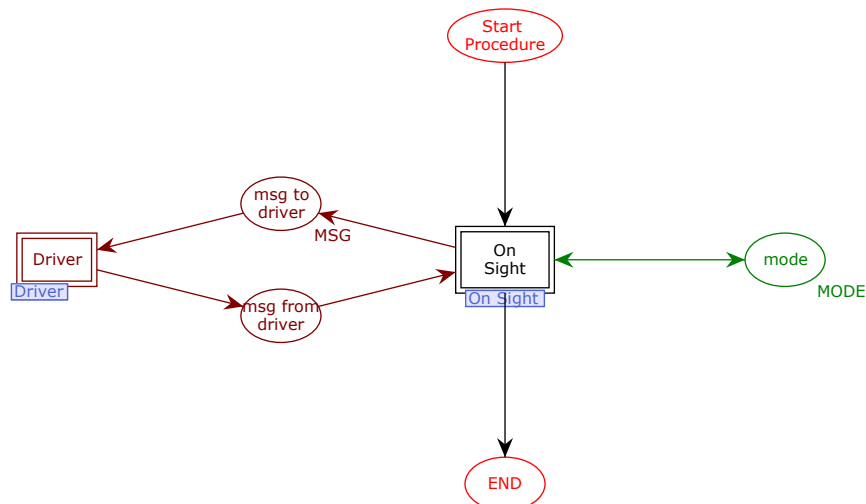 Start
Procedure
msg to
driver
MSG
Driver
Driver
On
Sight
On Sight
mode
MODE
msg from
driver
END